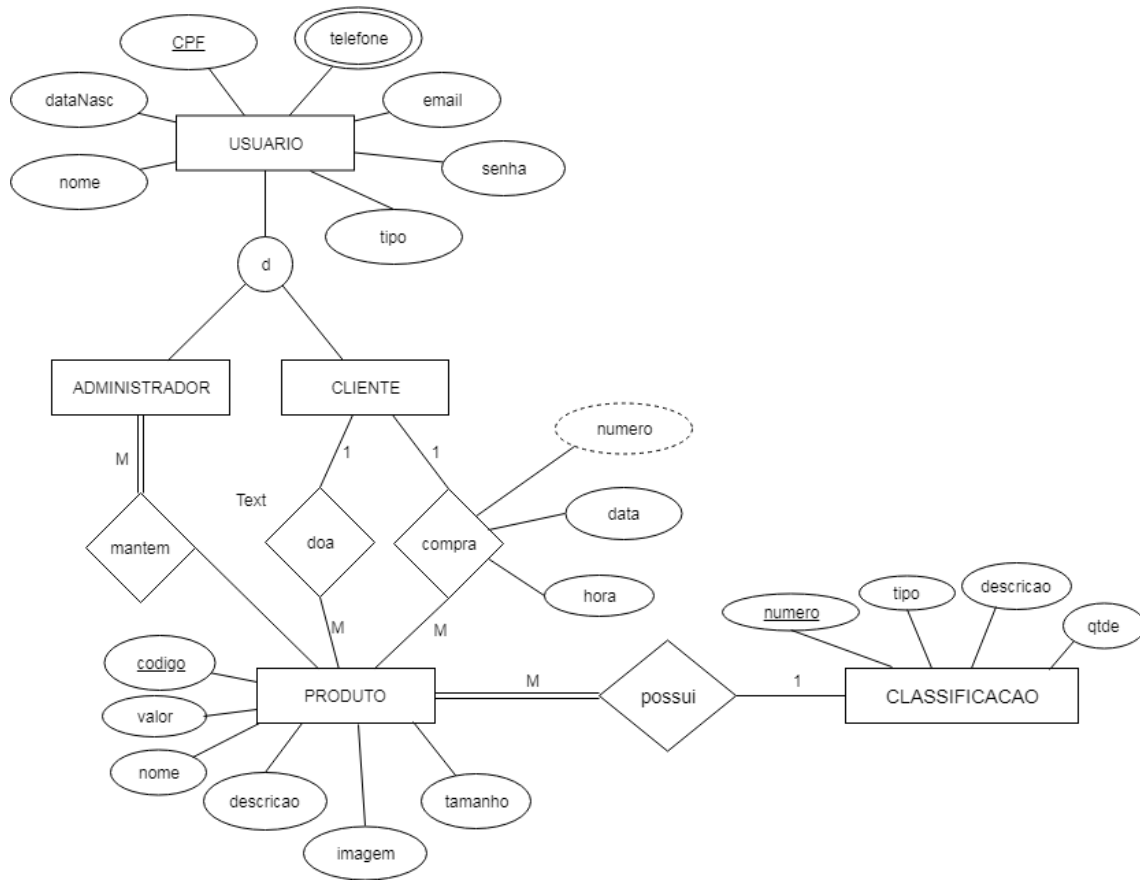 CPF
telefone
dataNasc
email
USUARIO
senha
nome
tipo
d
ADMINISTRADOR
CLIENTE
numero
M
1
1
Text
data
mantem
doa
compra
hora
tipo
descricao
numero
qtde
M
M
codigo
PRODUTO
M
possui
1
CLASSIFICACAO
valor
nome
descricao
tamanho
imagem